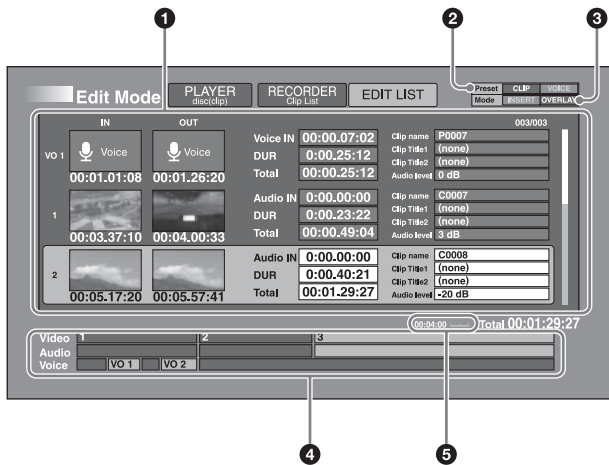 1 2 3
Edit Mode PLAYER disc(clip) RECORDER Clip List EDIT LIST
Preset CLIP VOICE
Mode INSERT OVERLAY
IN OUT 003/003
VO 1 Voice Voice
00:01.01:08 00:01.26:20
Voice IN 00:00.07:02
DUR 0:00.25:12
Total 00:00.25:12
Clip name P0007
Clip Title1 (none)
Clip Title2 (none)
Audio level 0 dB
1
00:03.37:10 00:04.00:33
Audio IN 0:00.00:00
DUR 0:00.23:22
Total 00:00.49:04
Clip name C0007
Clip Title1 (none)
Clip Title2 (none)
Audio level 3 dB
2
00:05.17:20 00:05.57:41
Audio IN 0:00.00:00
DUR 0:00.40:21
Total 00:01.29:27
Clip name C0008
Clip Title1 (none)
Clip Title2 (none)
Audio level -20 dB
00:04:00 Total 00:01:29:27
Video 1 2 3
Audio
Voice VO 1 VO 2
4 5